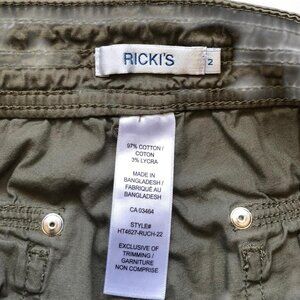 RICKI'S
2
97% COTTON /
COTON
3% LYCRA
MADE IN
BANGLADESH /
FABRIQUÉ AU
BANGLADESH
CA 03464
STYLE#
HT4627-RUCH-22
EXCLUSIVE OF
TRIMMING /
GARNITURE
NON COMPRISE